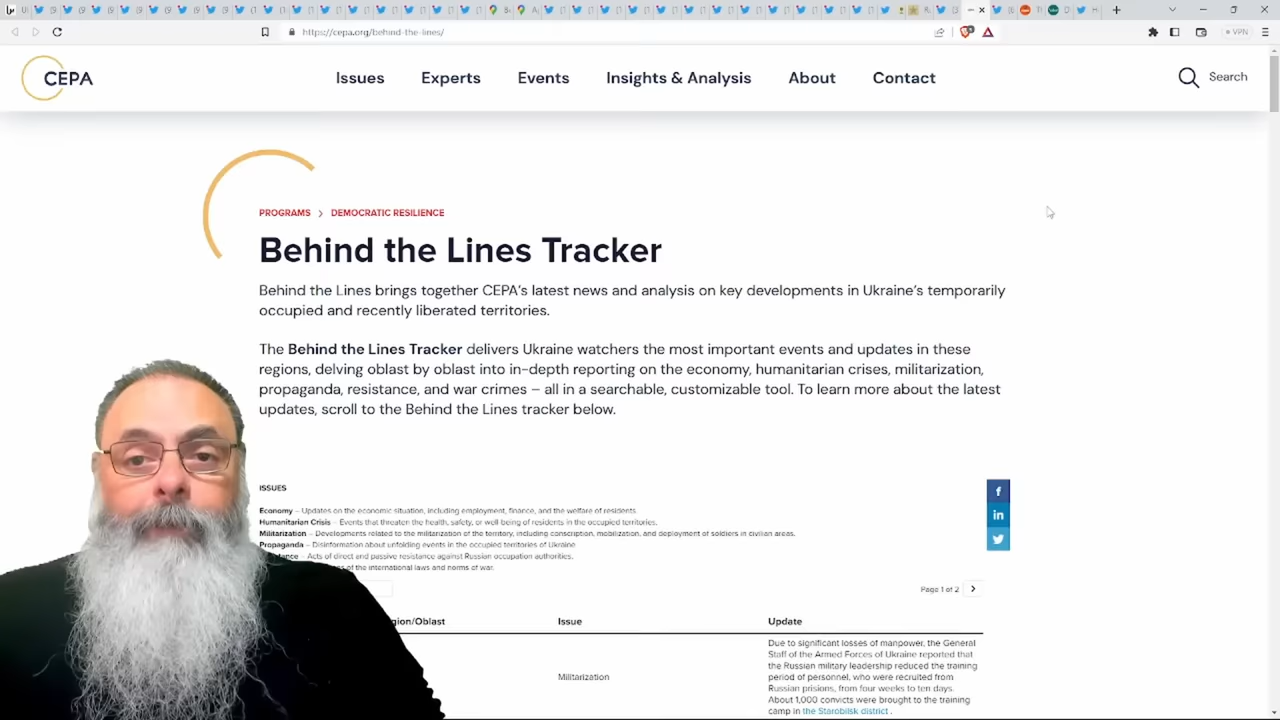 https://cepa.org/behind-the-lines/
VPN
CEPA
Issues Experts Events Insights & Analysis About Contact
Search
PROGRAMS > DEMOCRATIC RESILIENCE
Behind the Lines Tracker
Behind the Lines brings together CEPA's latest news and analysis on key developments in Ukraine's temporarily
occupied and recently liberated territories.
The Behind the Lines Tracker delivers Ukraine watchers the most important events and updates in these
regions, delving oblast by oblast into in-depth reporting on the economy, humanitarian crises, militarization,
propaganda, resistance, and war crimes – all in a searchable, customizable tool. To learn more about the latest
updates, scroll to the Behind the Lines tracker below.
ISSUES
Economy – Updates on the economic situation, including employment, finance, and the welfare of residents.
Humanitarian Crisis – Events that threaten the health, safety, or well being of residents in the occupied territories.
Militarization – Developments related to the militarization of the territory, including conscription, mobilization, and deployment of soldiers in civilian areas.
Propaganda – Disinformation about unfolding events in the occupied territories of Ukraine
– Acts of direct and passive resistance against Russian occupation authorities.
of the international laws and norms of war.
Page 1 of 2
gion/Oblast Issue Update
Due to significant losses of manpower, the General
Staff of the Armed Forces of Ukraine reported that
the Russian military leadership reduced the training
Militarization period of personnel, who were recruited from
Russian prisions, from four weeks to ten days.
About 1,000 convicts were brought to the training
camp in the Starobilsk district .